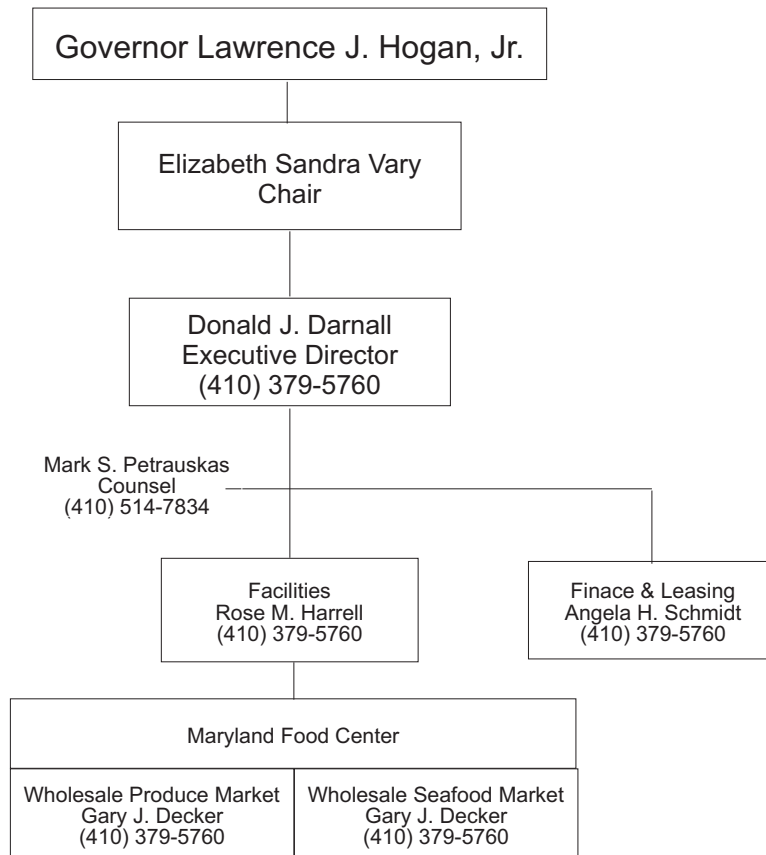 Governor Lawrence J. Hogan, Jr.
Elizabeth Sandra Vary
Chair
Donald J. Darnall
Executive Director
(410) 379-5760
Mark S. Petrauskas
Counsel
(410) 514-7834
Facilities
Rose M. Harrell
(410) 379-5760
Finace & Leasing
Angela H. Schmidt
(410) 379-5760
Maryland Food Center
Wholesale Produce Market
Gary J. Decker
(410) 379-5760
Wholesale Seafood Market
Gary J. Decker
(410) 379-5760